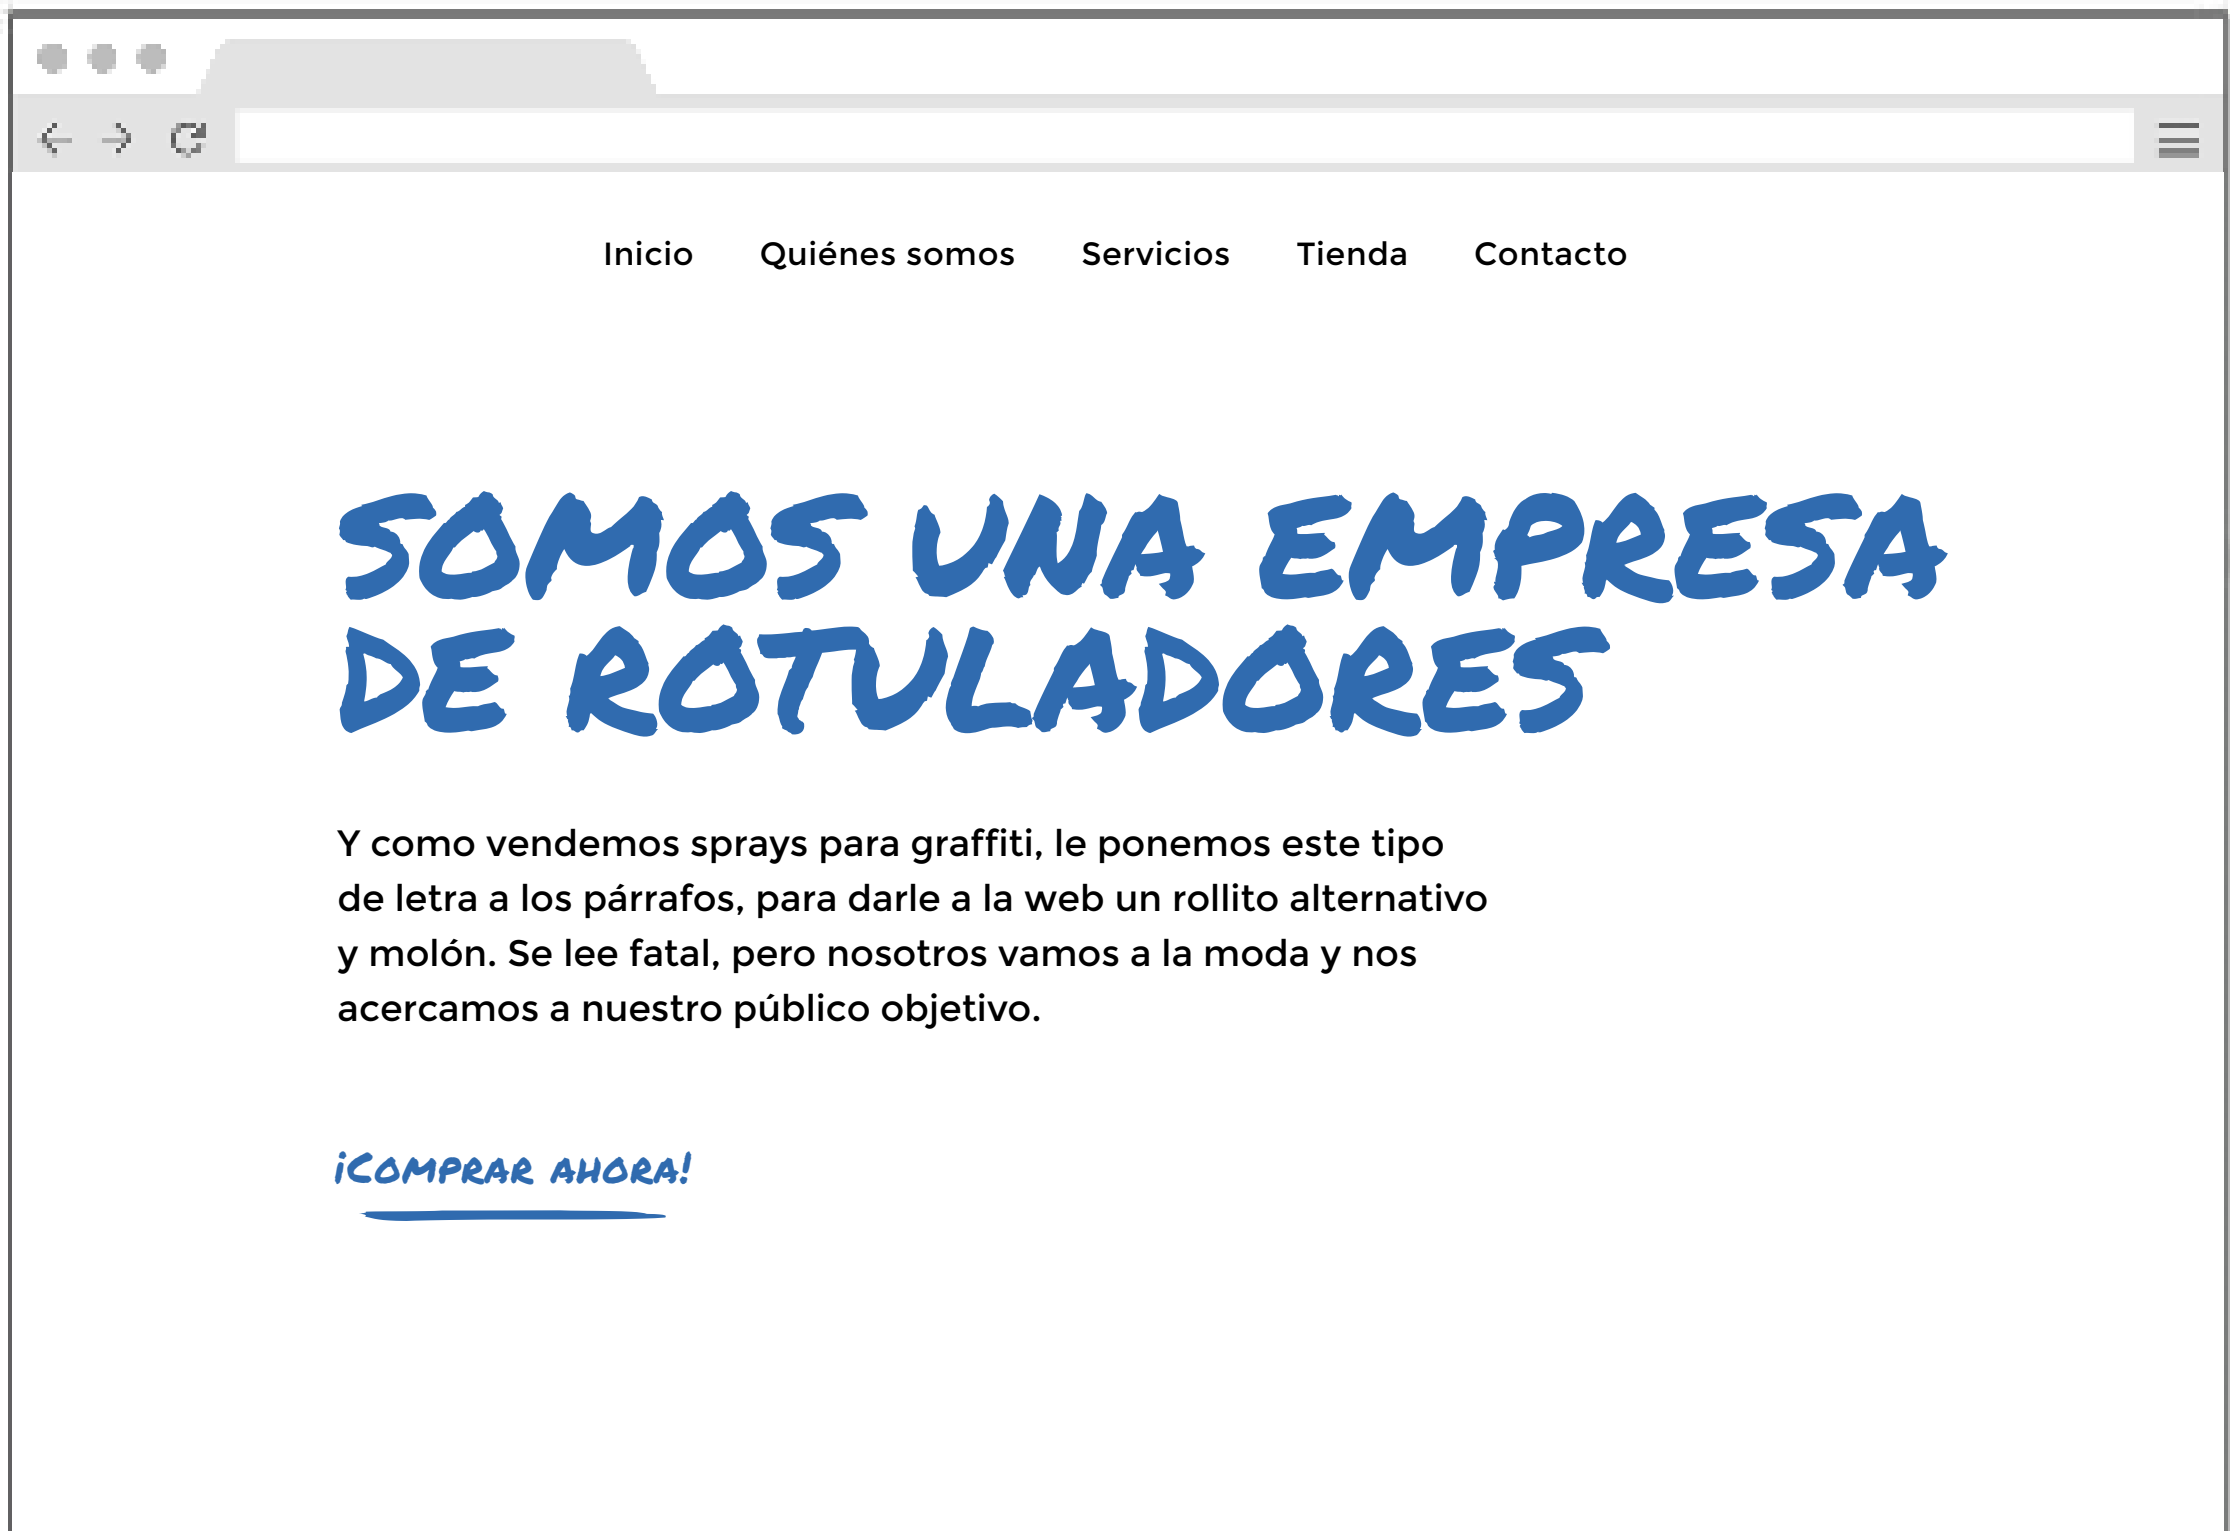 Inicio Quiénes somos Servicios Tienda Contacto
SOMOS UNA EMPRESA
DE ROTULADORES
Y como vendemos sprays para graffiti, le ponemos este tipo
de letra a los párrafos, para darle a la web un rollito alternativo
y molón. Se lee fatal, pero nosotros vamos a la moda y nos
acercamos a nuestro público objetivo.
¡Comprar ahora!